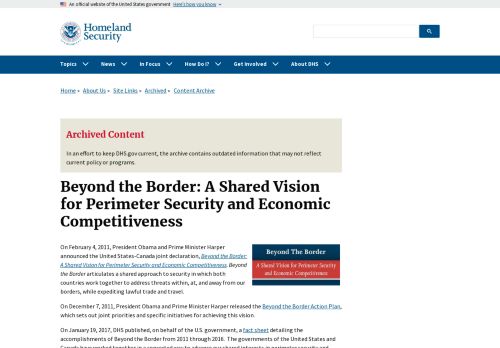 An official website of the United States government Here's how you know
Homeland
Security
Topics News In Focus How Do I? Get Involved About DHS
Home About Us Site Links Archived Content Archive
Archived Content
In an effort to keep DHS.gov current, the archive contains outdated information that may not reflect
current policy or programs.
Beyond the Border: A Shared Vision
for Perimeter Security and Economic
Competitiveness
On February 4, 2011, President Obama and Prime Minister Harper
announced the United States–Canada joint declaration, Beyond the Border:
A Shared Vision for Perimeter Security and Economic Competitiveness. Beyond
the Border articulates a shared approach to security in which both
countries work together to address threats within, at, and away from our
borders, while expediting lawful trade and travel.
Beyond The Border
A Shared Vision for Perimeter Security
and Economic Competitiveness
On December 7, 2011, President Obama and Prime Minister Harper released the Beyond the Border Action Plan,
which sets out joint priorities and specific initiatives for achieving this vision.
On January 19, 2017, DHS published, on behalf of the U.S. government, a fact sheet detailing the
accomplishments of Beyond the Border from 2011 through 2016. The governments of the United States and